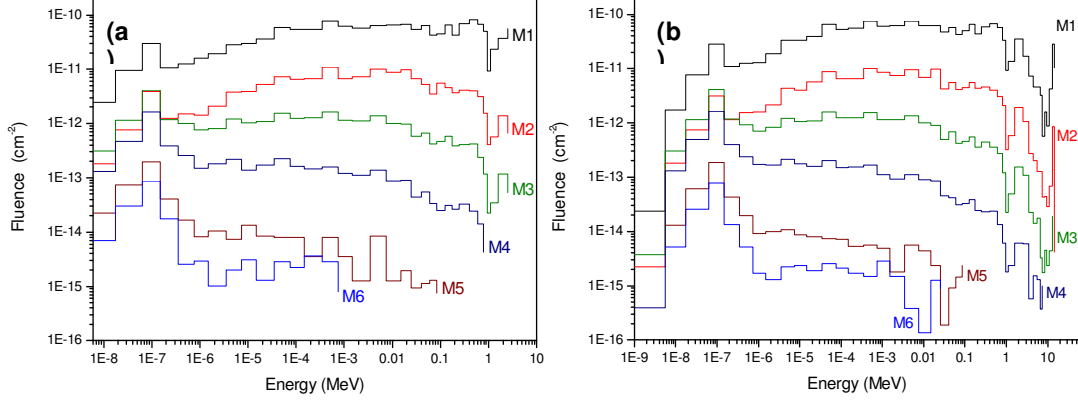 (a
)
1E-10
1E-11
1E-12
1E-13
1E-14
1E-15
1E-16
Fluence (cm-2)
M1
M2
M3
M4
M5
M6
1E-8 1E-7 1E-6 1E-5 1E-4 1E-3 0.01 0.1 1 10
Energy (MeV)
(b
)
1E-10
1E-11
1E-12
1E-13
1E-14
1E-15
1E-16
Fluence (cm-2)
M1
M2
M3
M4
M5
M6
1E-9 1E-8 1E-7 1E-6 1E-5 1E-4 1E-3 0.01 0.1 1 10
Energy (MeV)